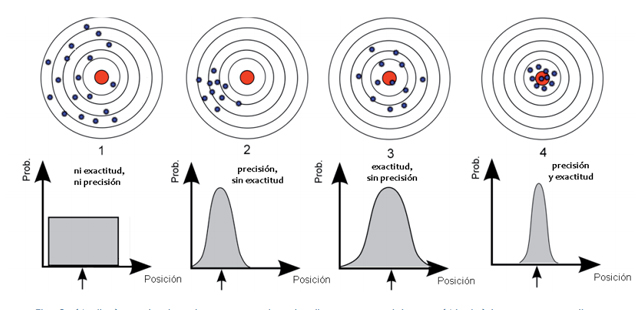 1
2
3
4
Prob.
ni exactitud,
ni precisión
Posición
Prob.
precisión,
sin exactitud
Posición
Prob.
exactitud,
sin precisión
Posición
Prob.
precisión
y exactitud
Posición